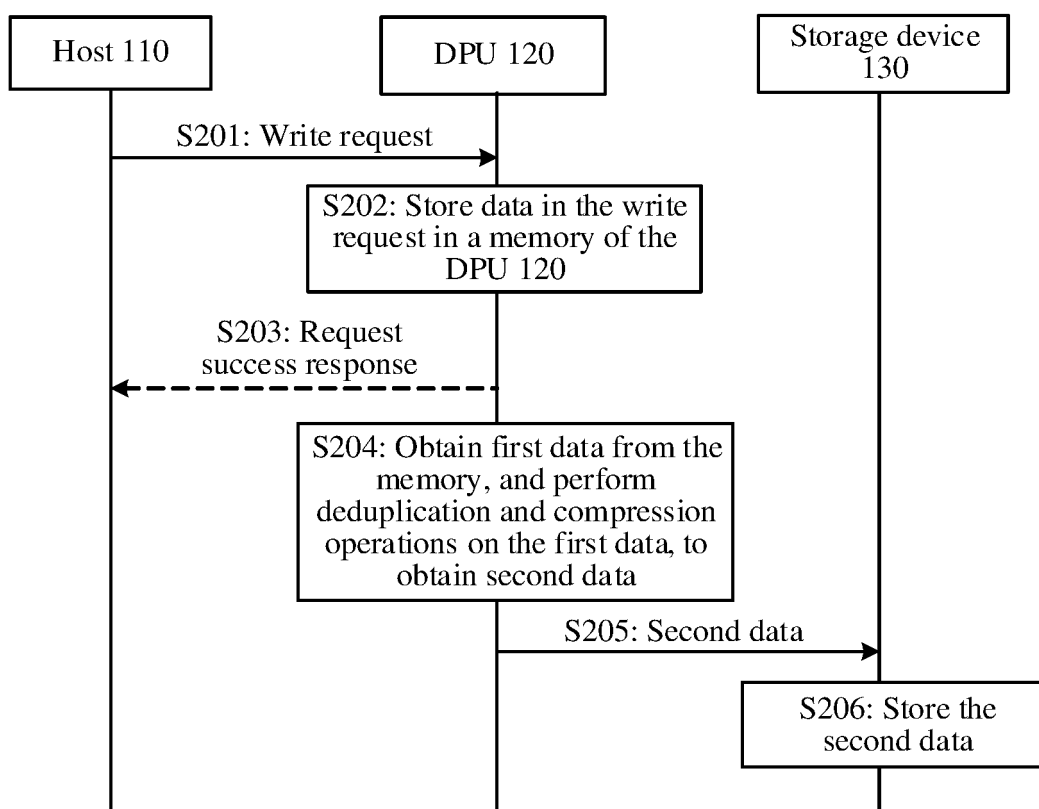 Host 110
DPU 120
Storage device
130
S201: Write request
S202: Store data in the write
request in a memory of the
DPU 120
S203: Request
success response
S204: Obtain first data from the
memory, and perform
deduplication and compression
operations on the first data, to
obtain second data
S205: Second data
S206: Store the
second data